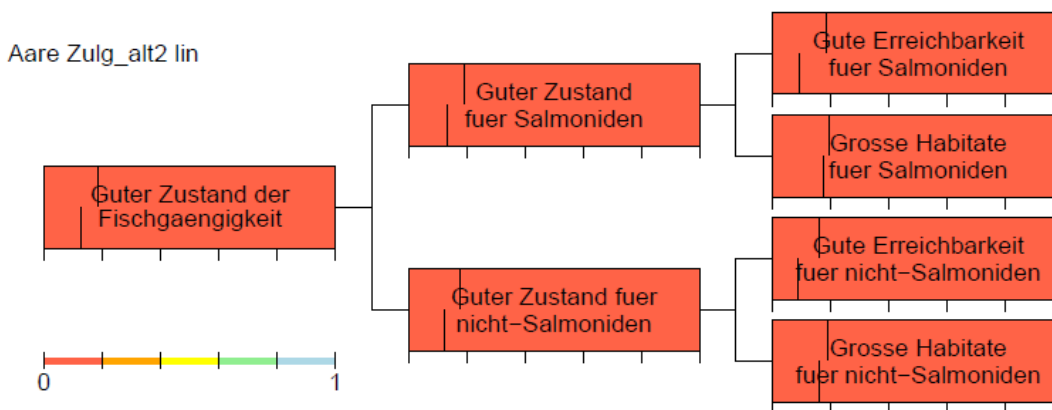 Aare Zulg_alt2 lin
Guter Zustand der
Fischgaengigkeit
Guter Zustand
fuer Salmoniden
Guter Zustand fuer
nicht−Salmoniden
Gute Erreichbarkeit
fuer Salmoniden
Grosse Habitate
fuer Salmoniden
Gute Erreichbarkeit
fuer nicht−Salmoniden
Grosse Habitate
fuer nicht−Salmoniden
0 1